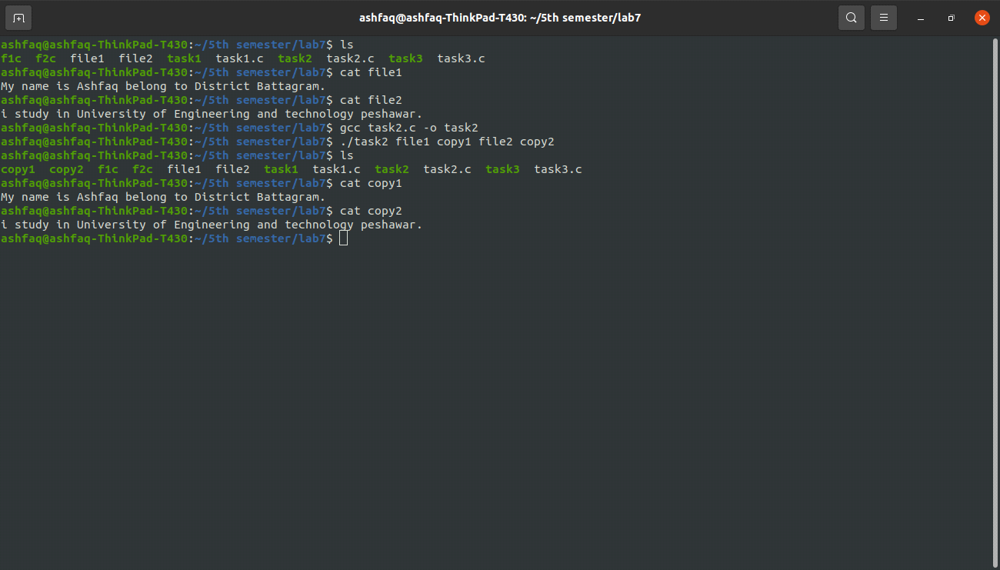 ashfaq@ashfaq-ThinkPad-T430: ~/5th semester/lab7
ashfaq@ashfaq-ThinkPad-T430:~/5th semester/lab7$ ls
f1c  f2c  file1  file2  task1  task1.c  task2  task2.c  task3  task3.c
ashfaq@ashfaq-ThinkPad-T430:~/5th semester/lab7$ cat file1
My name is Ashfaq belong to District Battagram.
ashfaq@ashfaq-ThinkPad-T430:~/5th semester/lab7$ cat file2
i study in University of Engineering and technology peshawar.
ashfaq@ashfaq-ThinkPad-T430:~/5th semester/lab7$ gcc task2.c -o task2
ashfaq@ashfaq-ThinkPad-T430:~/5th semester/lab7$ ./task2 file1 copy1 file2 copy2
ashfaq@ashfaq-ThinkPad-T430:~/5th semester/lab7$ ls
copy1  copy2  f1c  f2c  file1  file2  task1  task1.c  task2  task2.c  task3  task3.c
ashfaq@ashfaq-ThinkPad-T430:~/5th semester/lab7$ cat copy1
My name is Ashfaq belong to District Battagram.
ashfaq@ashfaq-ThinkPad-T430:~/5th semester/lab7$ cat copy2
i study in University of Engineering and technology peshawar.
ashfaq@ashfaq-ThinkPad-T430:~/5th semester/lab7$